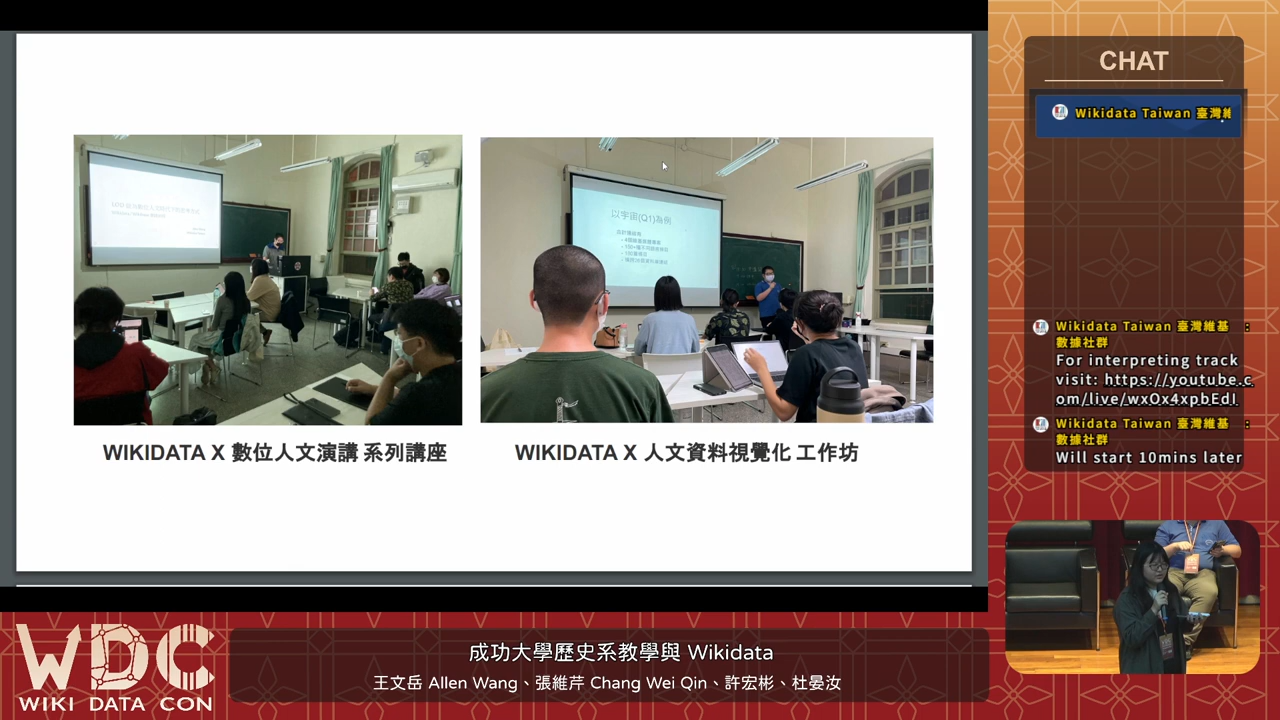 以宇宙(Q1)為例
WIKIDATA X 數位人文演講 系列講座
WIKIDATA X 人文資料視覺化 工作坊
CHAT
Wikidata Taiwan 臺灣維
Wikidata Taiwan 臺灣維基
數據社群
:
For interpreting track
visit: https://youtube.c
om/live/wxOx4xpbEdI
Wikidata Taiwan 臺灣維基
數據社群
:
Will start 10mins later
WDC
WIKI DATA CON
成功大學歷史系教學與 Wikidata
王文岳 Allen Wang、張維芹 Chang Wei Qin、許宏彬、杜晏汝